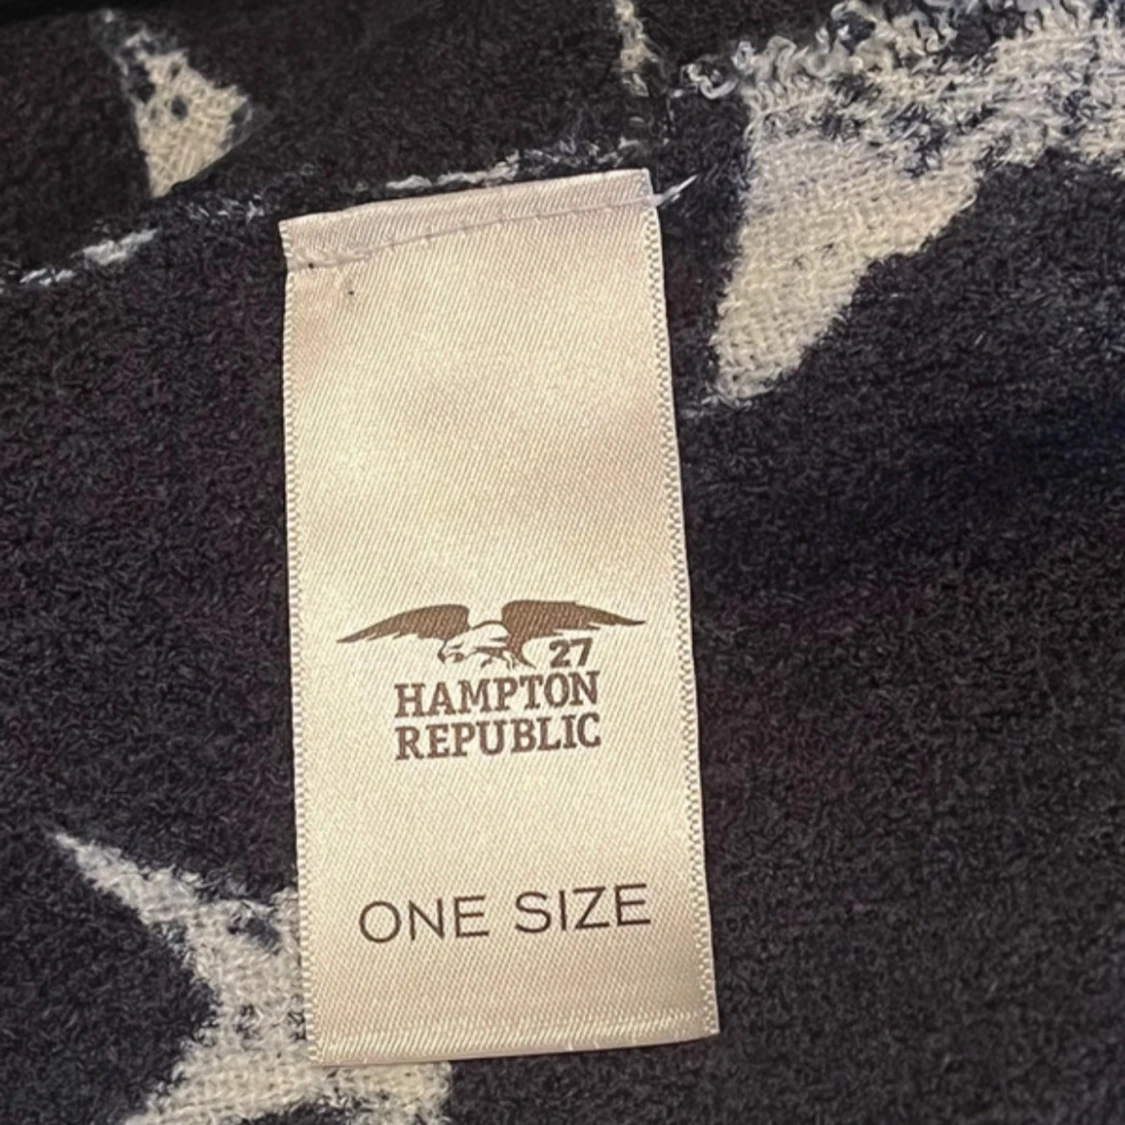 27
HAMPTON
REPUBLIC
ONE SIZE